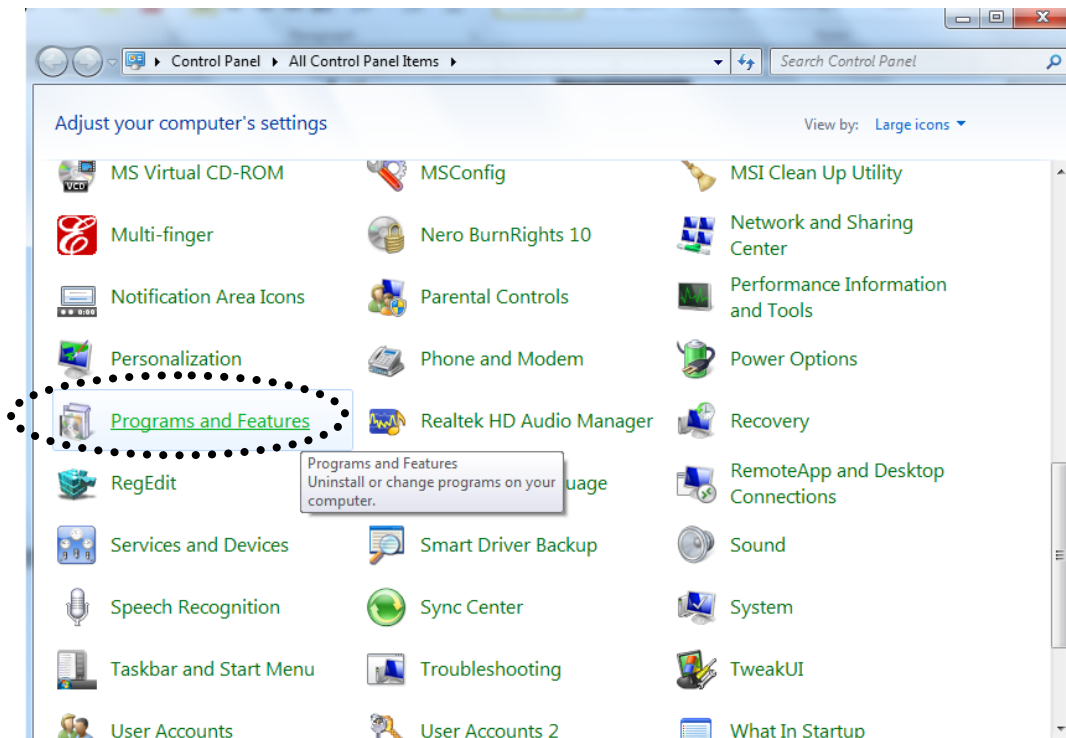 Control Panel ▸ All Control Panel Items ▸
Search Control Panel
Adjust your computer's settings
View by: Large icons
MS Virtual CD-ROM
MSConfig
MSI Clean Up Utility
Multi-finger
Nero BurnRights 10
Network and Sharing
Center
Notification Area Icons
Parental Controls
Performance Information
and Tools
Personalization
Phone and Modem
Power Options
Programs and Features
Realtek HD Audio Manager
Recovery
Programs and Features
Uninstall or change programs on your
computer.
RegEdit
uage
RemoteApp and Desktop
Connections
Services and Devices
Smart Driver Backup
Sound
Speech Recognition
Sync Center
System
Taskbar and Start Menu
Troubleshooting
TweakUI
User Accounts
User Accounts 2
What In Startup